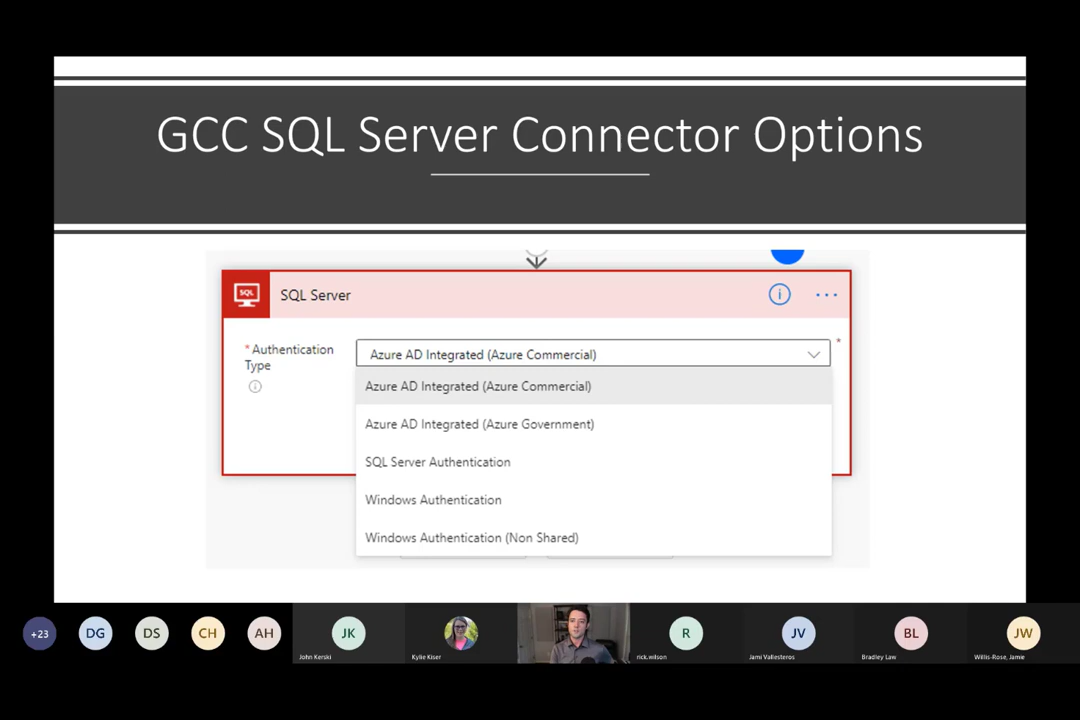 GCC SQL Server Connector Options
SQL
SQL Server
* Authentication
Type
*
Azure AD Integrated (Azure Commercial)
Azure AD Integrated (Azure Commercial)
Azure AD Integrated (Azure Government)
SQL Server Authentication
Windows Authentication
Windows Authentication (Non Shared)
+23
DG
DS
CH
AH
JK
John Kerski
Kylie Kiser
R
rick.wilson
JV
Jami Vallesteros
BL
Bradley Law
JW
Willis-Rose, Jamie